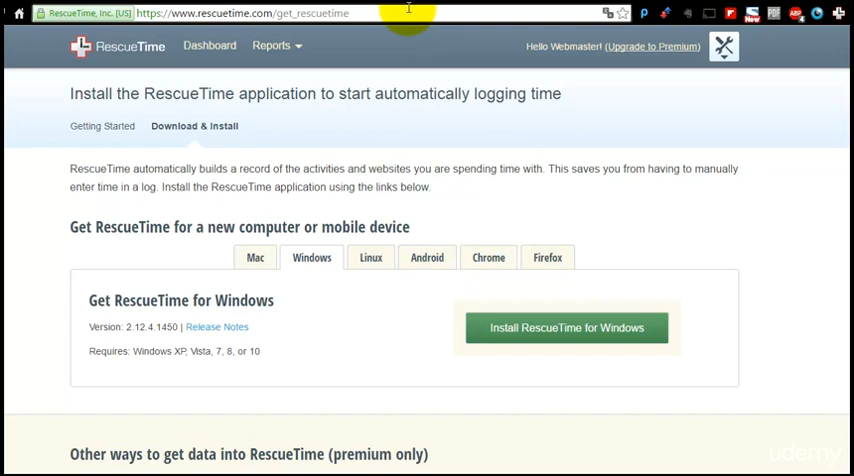 RescueTime, Inc. [US] https://www.rescuetime.com/get_rescuetime
New PDF ABP 4
RescueTime Dashboard Reports Hello Webmaster! (Upgrade to Premium)
Install the RescueTime application to start automatically logging time
Getting Started Download & Install
RescueTime automatically builds a record of the activities and websites you are spending time with. This saves you from having to manually
enter time in a log. Install the RescueTime application using the links below.
Get RescueTime for a new computer or mobile device
Mac Windows Linux Android Chrome Firefox
Get RescueTime for Windows
Version: 2.12.4.1450 | Release Notes
Install RescueTime for Windows
Requires: Windows XP, Vista, 7, 8, or 10
Other ways to get data into RescueTime (premium only)
udemy